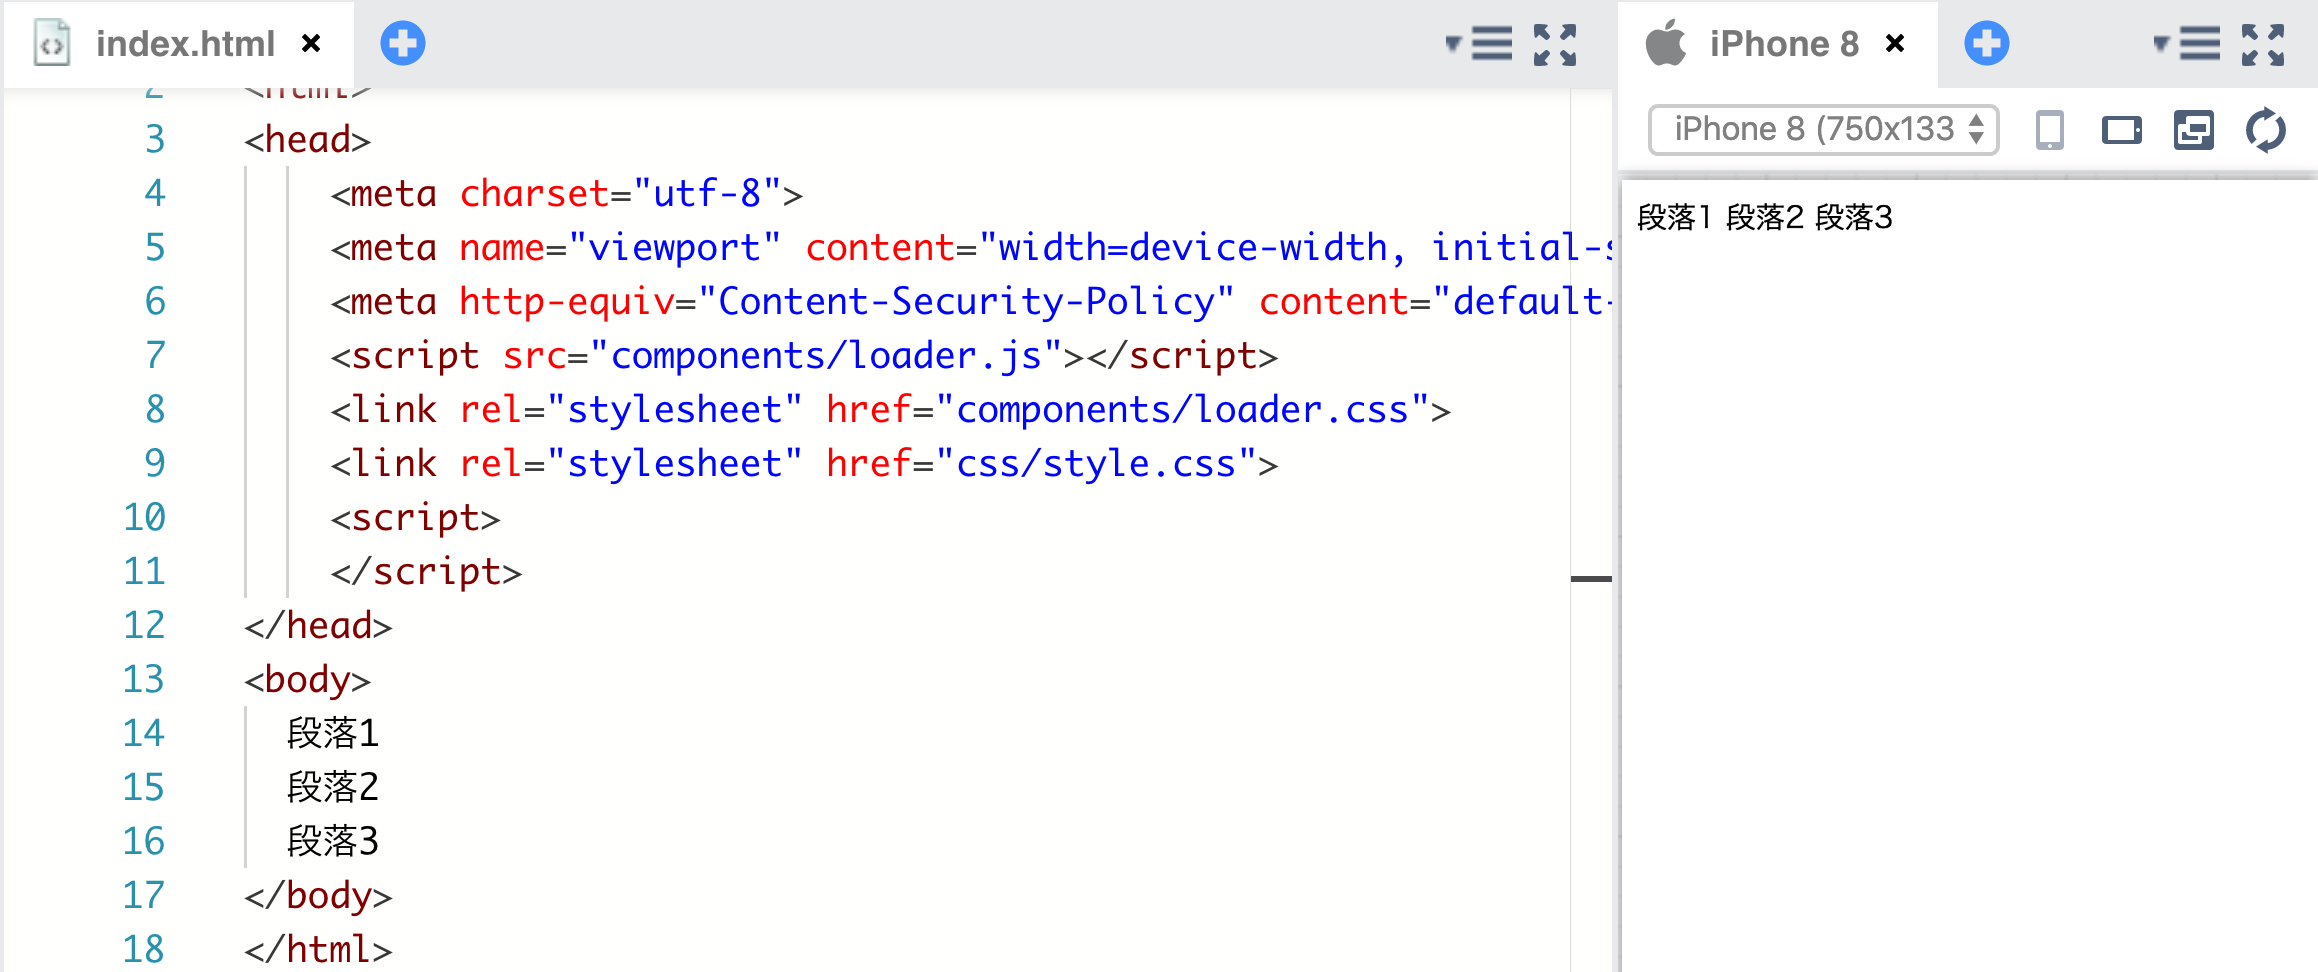 index.html
iPhone 8
iPhone 8 (750x133
2 <html>
3 <head>
4 <meta charset="utf-8">
5 <meta name="viewport" content="width=device-width, initial-s
6 <meta http-equiv="Content-Security-Policy" content="default-
7 <script src="components/loader.js"></script>
8 <link rel="stylesheet" href="components/loader.css">
9 <link rel="stylesheet" href="css/style.css">
10 <script>
11 </script>
12 </head>
13 <body>
14 段落1
15 段落2
16 段落3
17 </body>
18 </html>
段落1 段落2 段落3